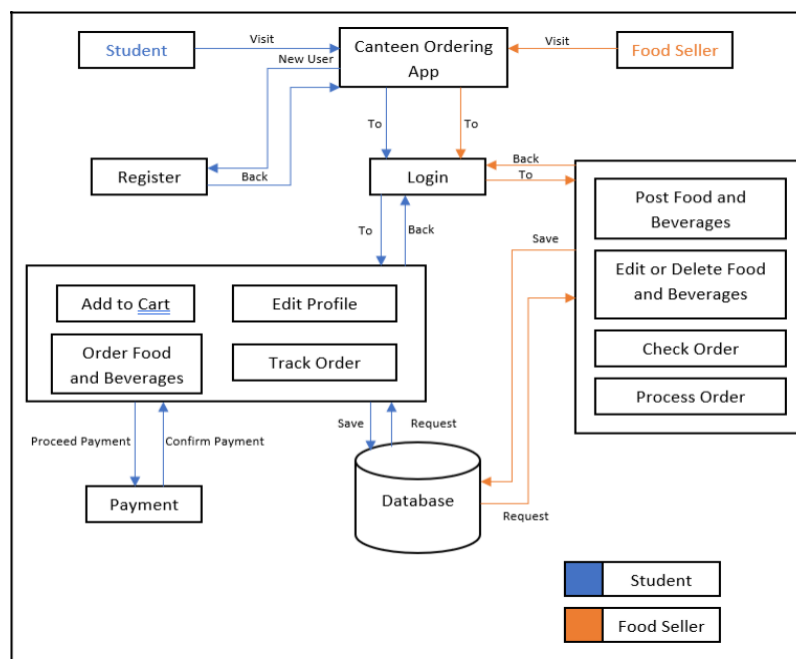 Student
Visit
Canteen Ordering
App
Visit
Food Seller
New User
To
To
Register
Back
Login
Back
To
Post Food and
Beverages
To
Back
Save
Edit or Delete Food
and Beverages
Add to Cart
Edit Profile
Order Food
and Beverages
Track Order
Check Order
Process Order
Proceed Payment
Confirm Payment
Save
Request
Payment
Database
Request
Student
Food Seller